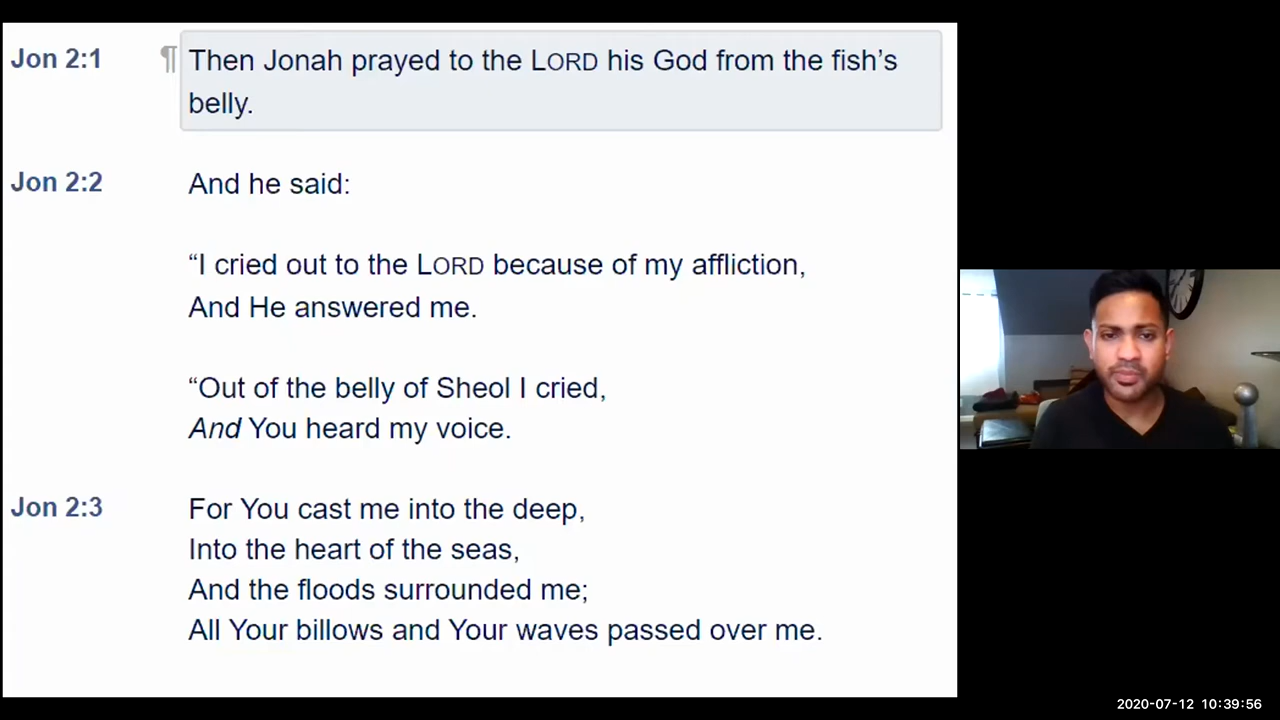 Jon 2:1 ¶ Then Jonah prayed to the LORD his God from the fish’s
belly.
Jon 2:2 And he said:
“I cried out to the LORD because of my affliction,
And He answered me.
“Out of the belly of Sheol I cried,
And You heard my voice.
Jon 2:3 For You cast me into the deep,
Into the heart of the seas,
And the floods surrounded me;
All Your billows and Your waves passed over me.
2020-07-12 10:39:56